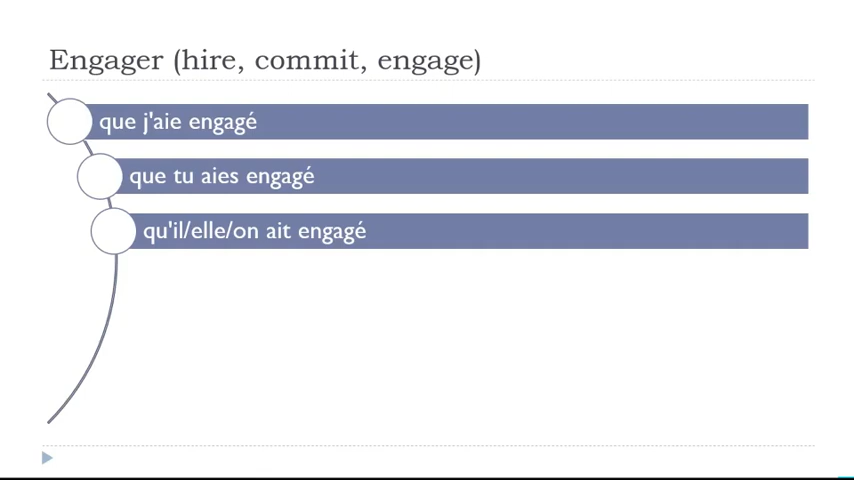 Engager (hire, commit, engage)
que j'aie engagé
que tu aies engagé
qu'il/elle/on ait engagé